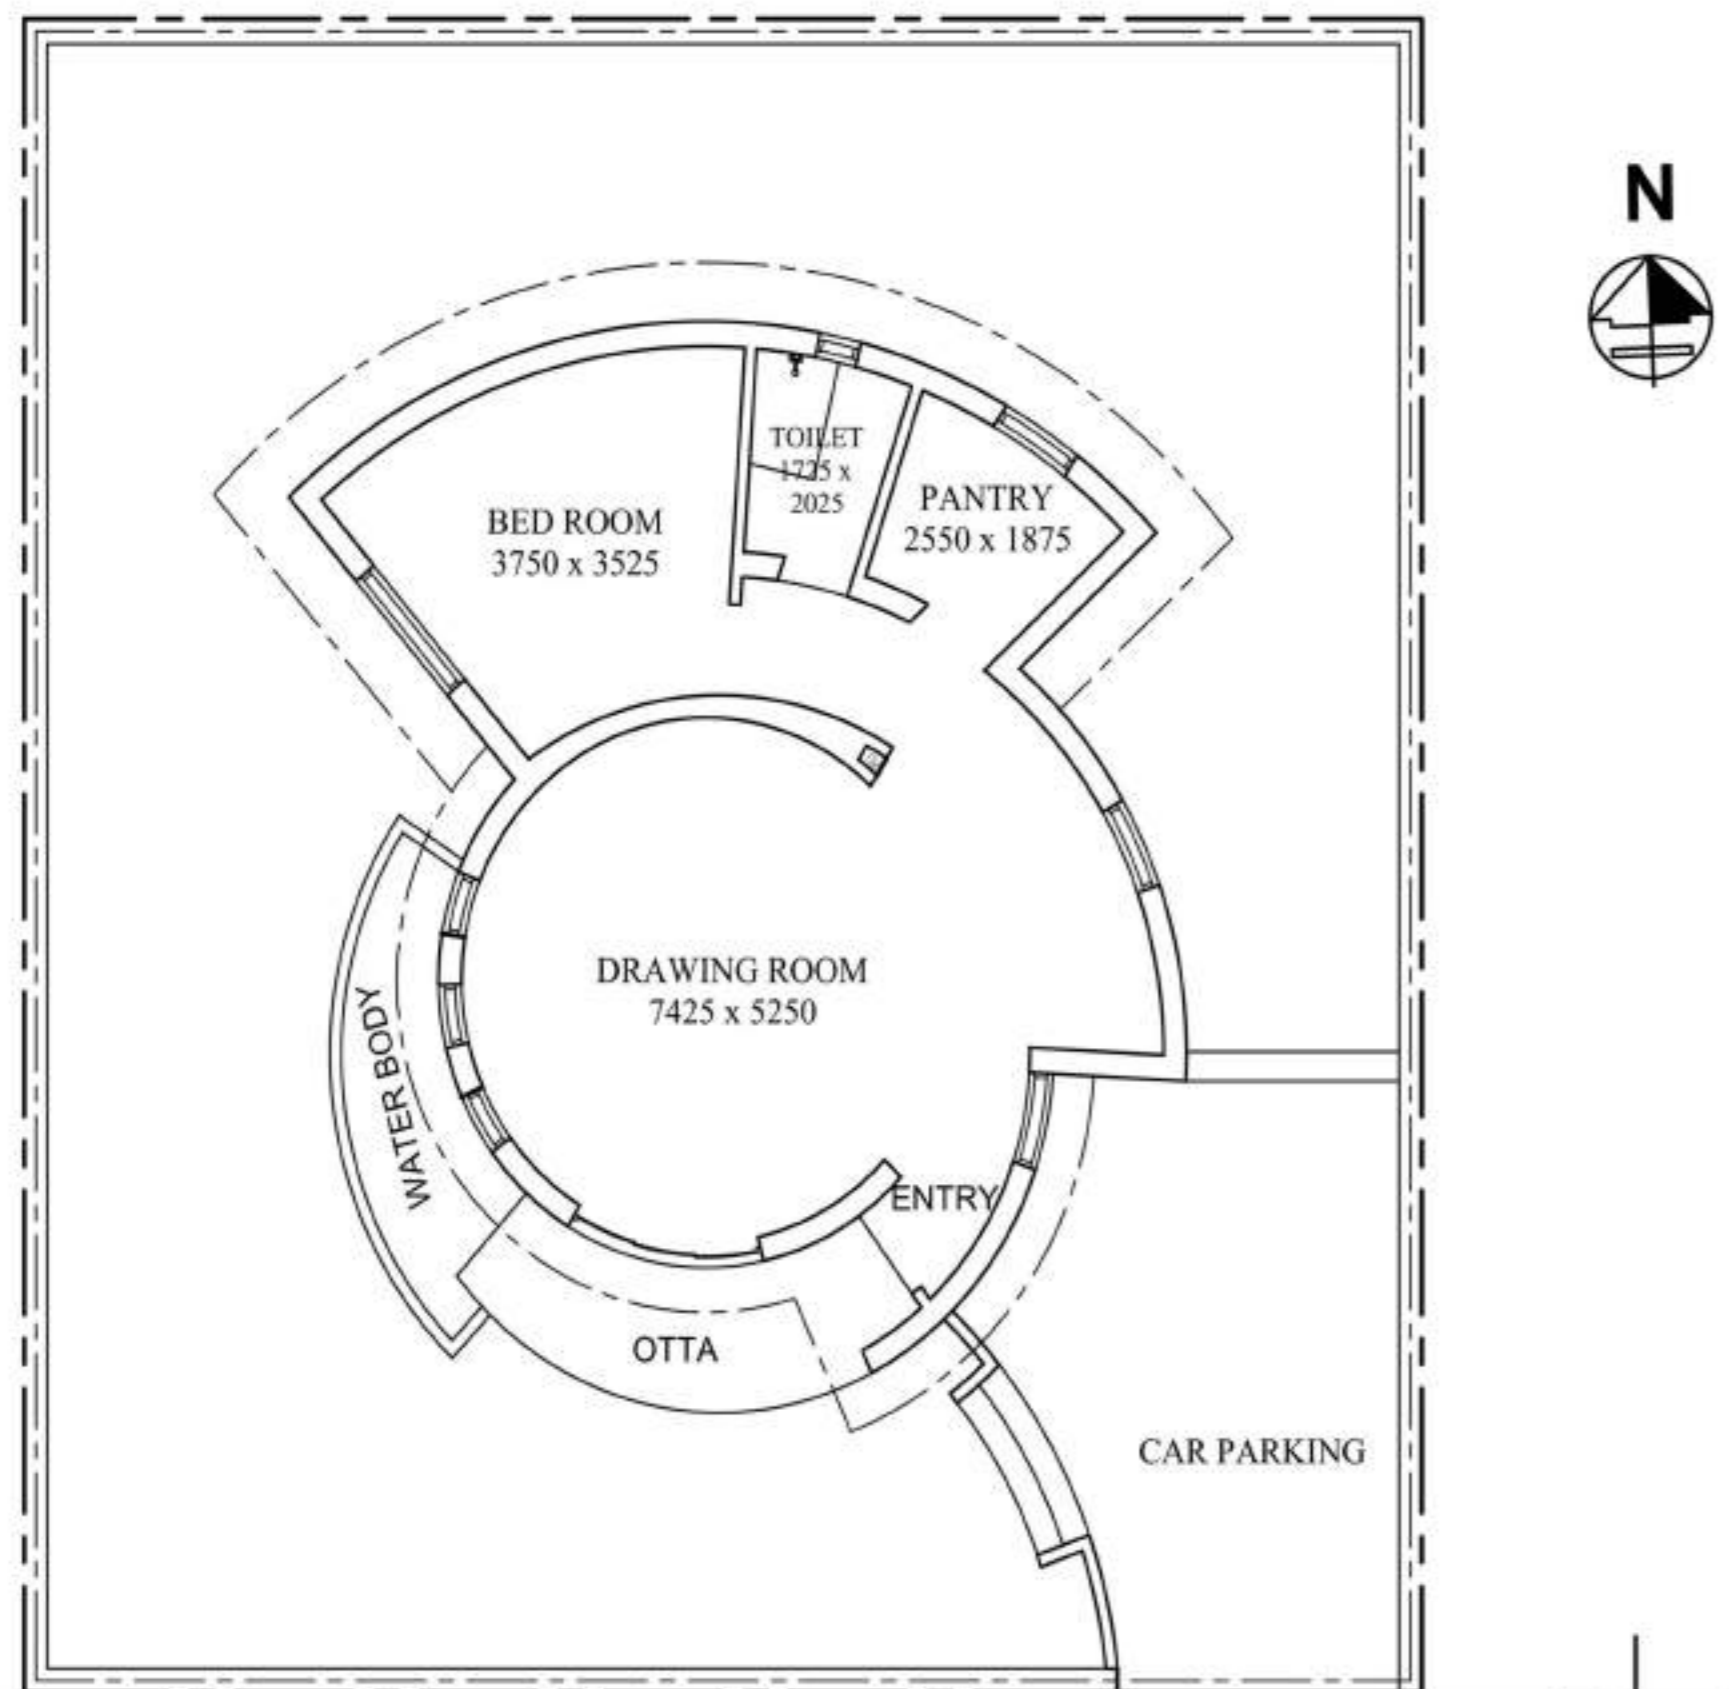 N
TOILET
1725 x
2025
BED ROOM
3750 x 3525
PANTRY
2550 x 1875
DRAWING ROOM
7425 x 5250
WATER BODY
ENTRY
OTTA
CAR PARKING